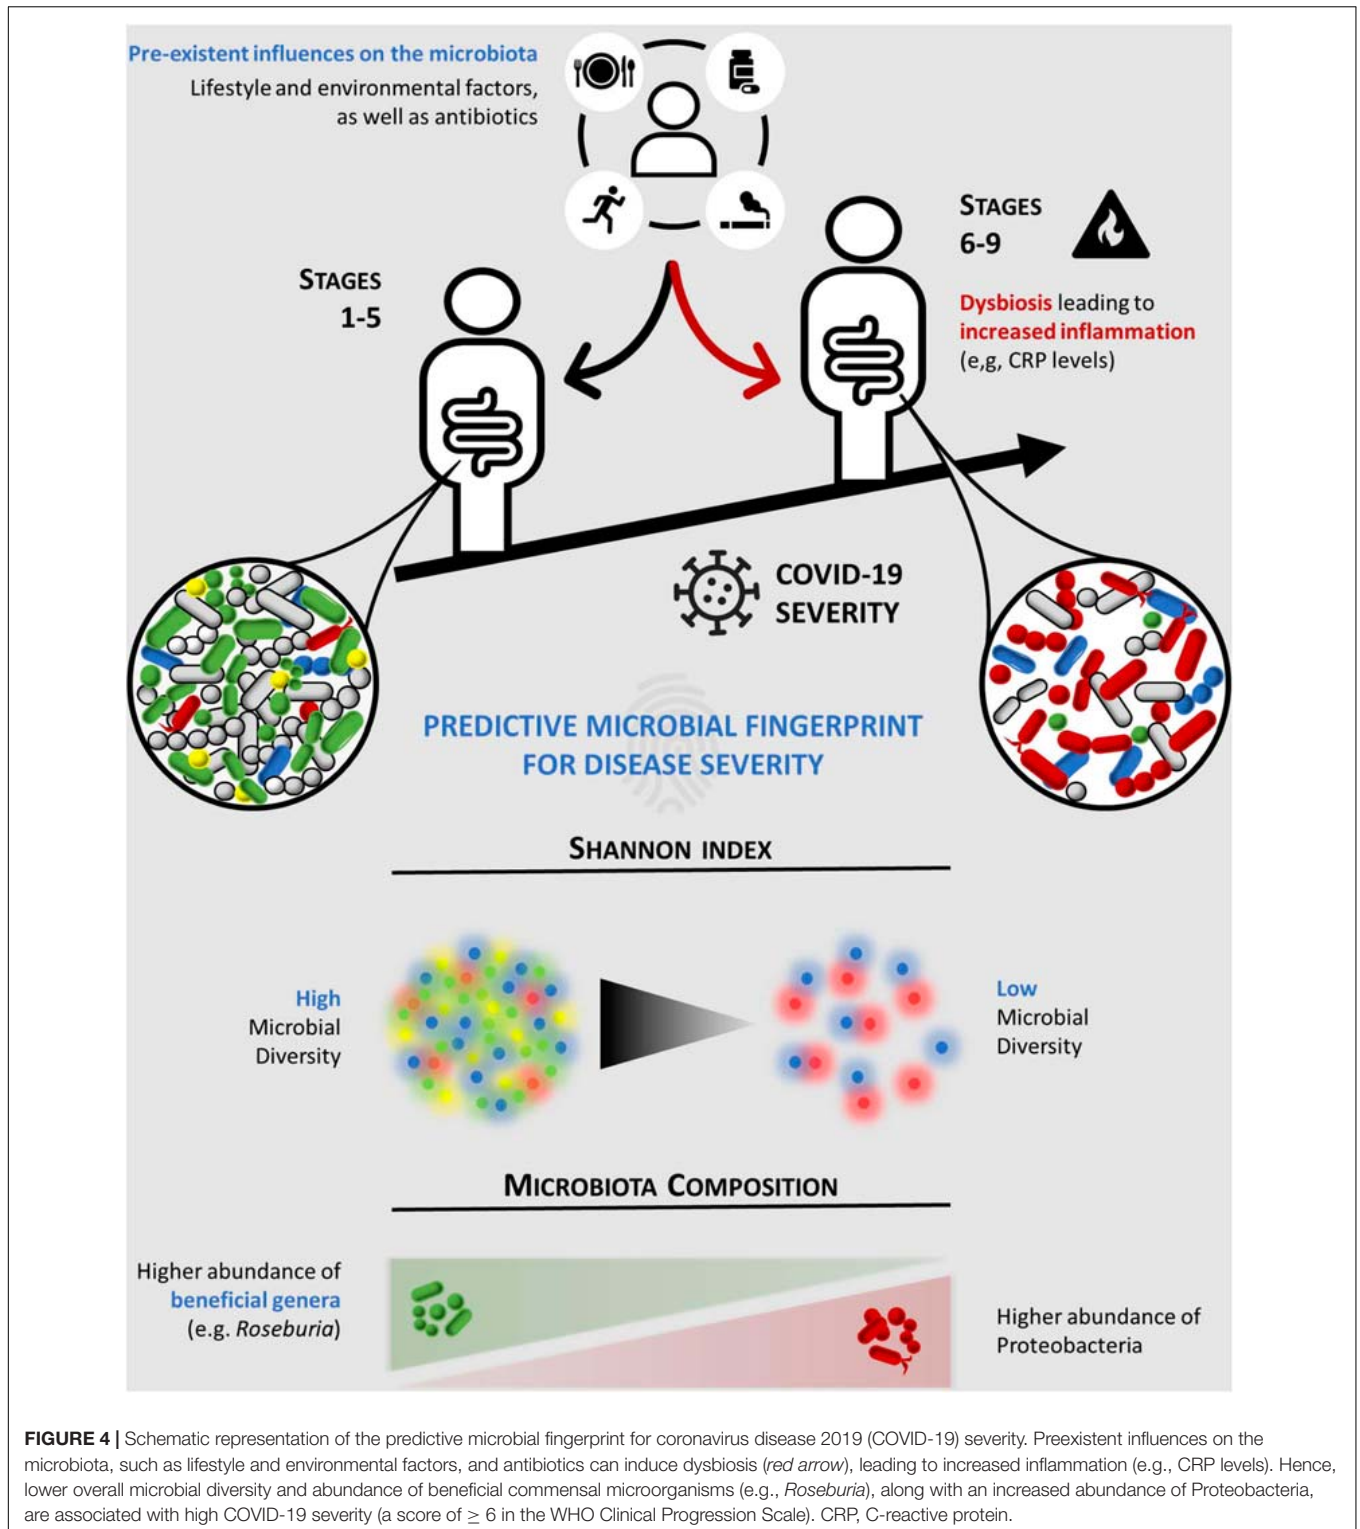 Pre-existent influences on the microbiota
Lifestyle and environmental factors,
as well as antibiotics
STAGES
6-9
STAGES
1-5
Dysbiosis leading to
increased inflammation
(e,g, CRP levels)
COVID-19
SEVERITY
PREDICTIVE MICROBIAL FINGERPRINT
FOR DISEASE SEVERITY
SHANNON INDEX
High
Microbial
Diversity
Low
Microbial
Diversity
MICROBIOTA COMPOSITION
Higher abundance of
beneficial genera
(e.g. Roseburia)
Higher abundance of
Proteobacteria
FIGURE 4 | Schematic representation of the predictive microbial fingerprint for coronavirus disease 2019 (COVID-19) severity. Preexistent influences on the
microbiota, such as lifestyle and environmental factors, and antibiotics can induce dysbiosis (red arrow), leading to increased inflammation (e.g., CRP levels). Hence,
lower overall microbial diversity and abundance of beneficial commensal microorganisms (e.g., Roseburia), along with an increased abundance of Proteobacteria,
are associated with high COVID-19 severity (a score of ≥ 6 in the WHO Clinical Progression Scale). CRP, C-reactive protein.